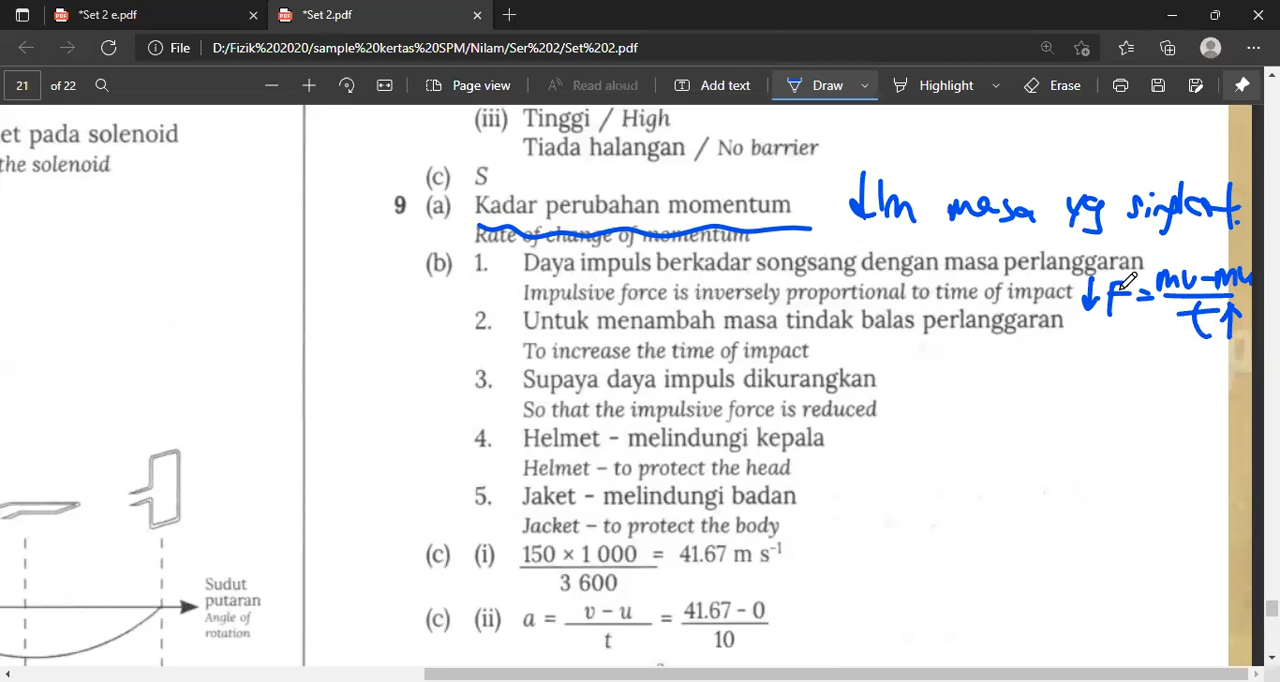 *Set 2 e.pdf
*Set 2.pdf
File D:/Fizik%202020/sample%20kertas%20SPM/Nilam/Ser%202/Set%202.pdf
21 of 22
Page view
Read aloud
Add text
Draw
Highlight
Erase
et pada solenoid
the solenoid
Sudut
putaran
Angle of
rotation
(iii) Tinggi / High
Tiada halangan / No barrier
(c) S
9 (a) Kadar perubahan momentum
dlm masa yg singkat.
Rate of change of momentum
(b) 1. Daya impuls berkadar songsang dengan masa perlanggaran
Impulsive force is inversely proportional to time of impact
↓F = mv-mu / t↑
2. Untuk menambah masa tindak balas perlanggaran
To increase the time of impact
3. Supaya daya impuls dikurangkan
So that the impulsive force is reduced
4. Helmet - melindungi kepala
Helmet – to protect the head
5. Jaket - melindungi badan
Jacket – to protect the body
(c) (i) 150 × 1 000 / 3 600 = 41.67 m s⁻¹
(c) (ii) a = v – u / t = 41.67 – 0 / 10